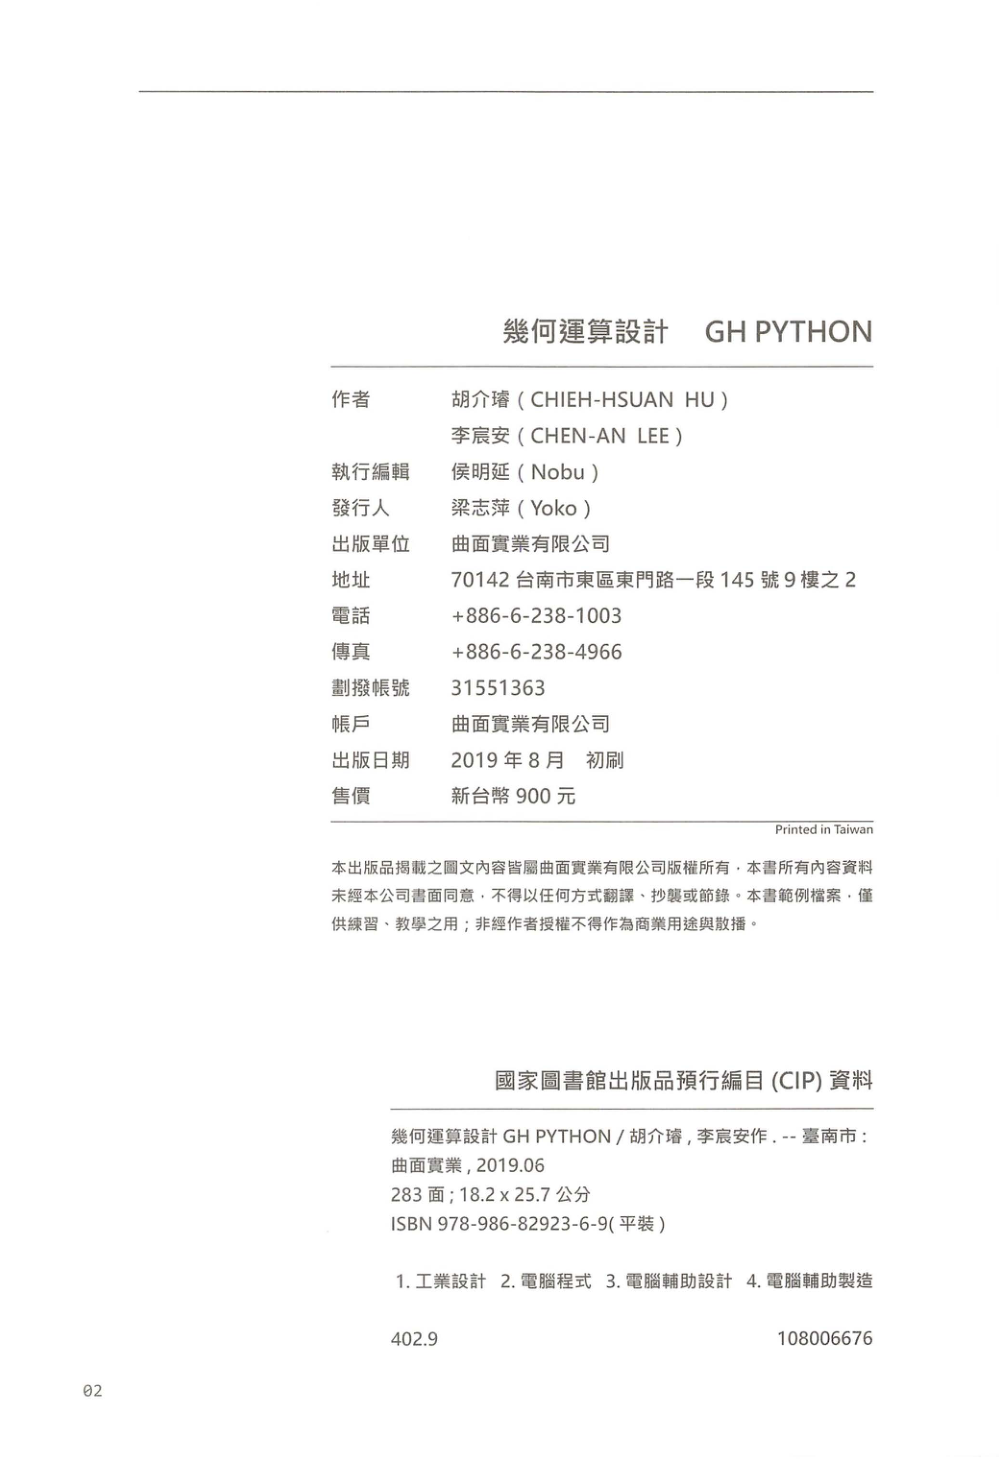 幾何運算設計　GH PYTHON
作者 胡介璿 ( CHIEH-HSUAN HU )
李宸安 ( CHEN-AN LEE )
執行編輯 侯明延 ( Nobu )
發行人 梁志萍 ( Yoko )
出版單位 曲面實業有限公司
地址 70142 台南市東區東門路一段 145 號 9 樓之 2
電話 +886-6-238-1003
傳真 +886-6-238-4966
劃撥帳號 31551363
帳戶 曲面實業有限公司
出版日期 2019 年 8 月　初刷
售價 新台幣 900 元
Printed in Taiwan
本出版品揭載之圖文內容皆屬曲面實業有限公司版權所有，本書所有內容資料
未經本公司書面同意，不得以任何方式翻譯、抄襲或節錄。本書範例檔案，僅
供練習、教學之用；非經作者授權不得作為商業用途與散播。
國家圖書館出版品預行編目 (CIP) 資料
幾何運算設計 GH PYTHON / 胡介璿 , 李宸安作 . -- 臺南市 :
曲面實業 , 2019.06
283 面 ; 18.2 x 25.7 公分
ISBN 978-986-82923-6-9( 平裝 )
1. 工業設計 2. 電腦程式 3. 電腦輔助設計 4. 電腦輔助製造
402.9 108006676
02